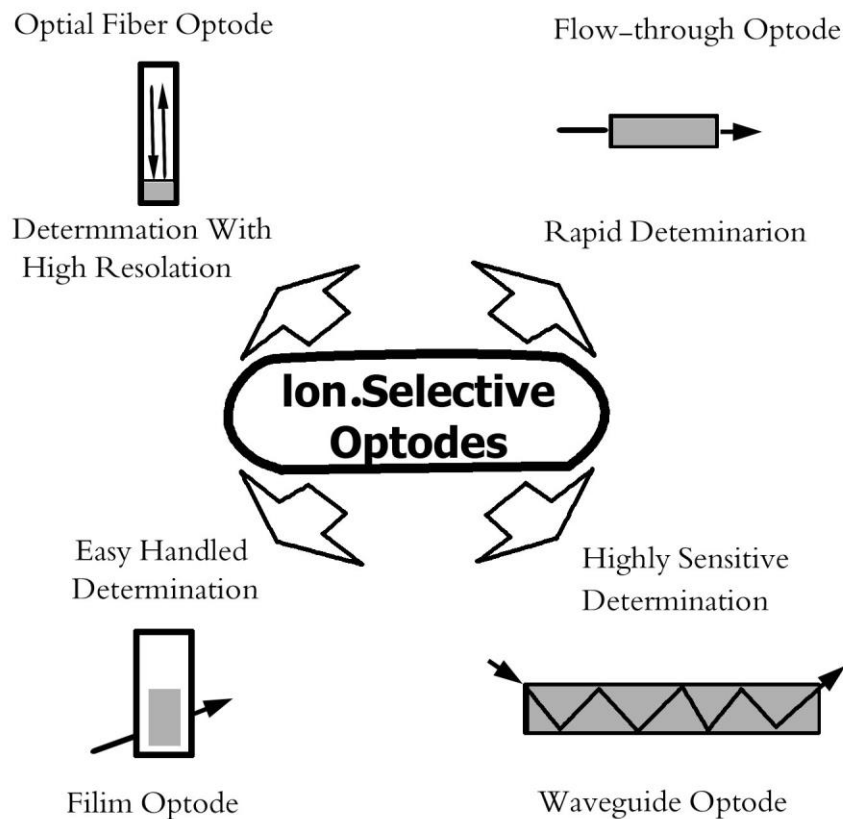 Optial Fiber Optode
Flow-through Optode
Determmation With
High Resolation
Rapid Deteminarion
lon.Selective
Optodes
Easy Handled
Determination
Highly Sensitive
Determination
Filim Optode
Waveguide Optode